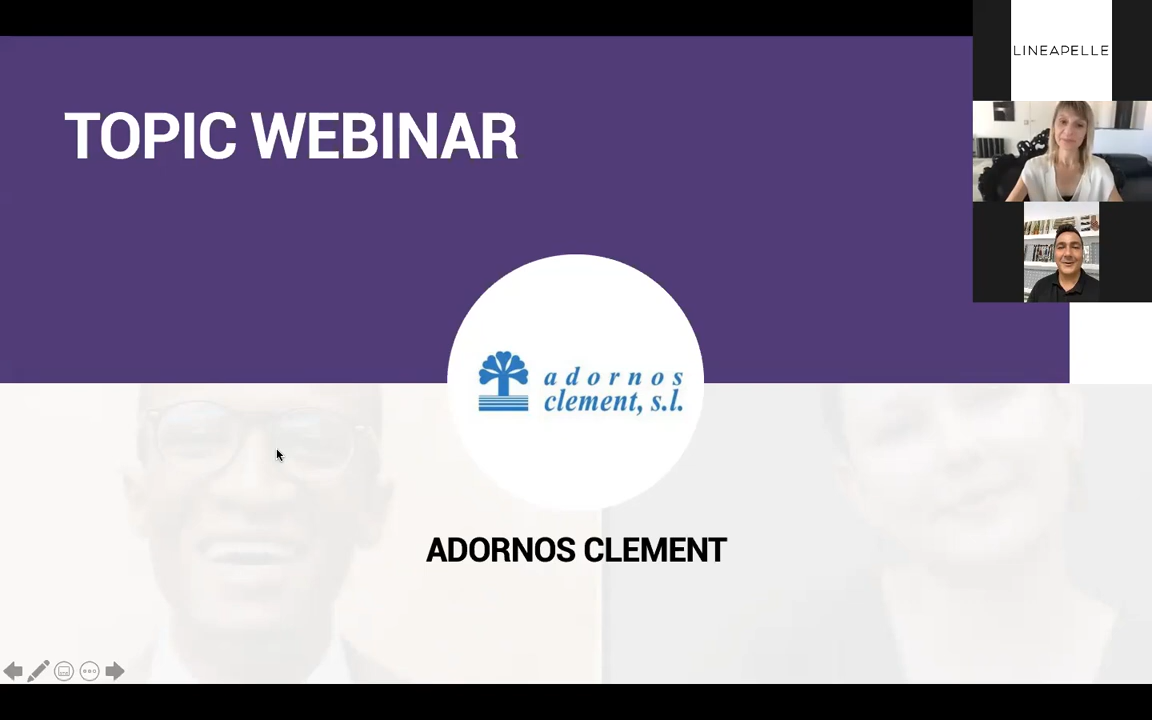 TOPIC WEBINAR
LINEAPELLE
adornos
clement, s.l.
ADORNOS CLEMENT